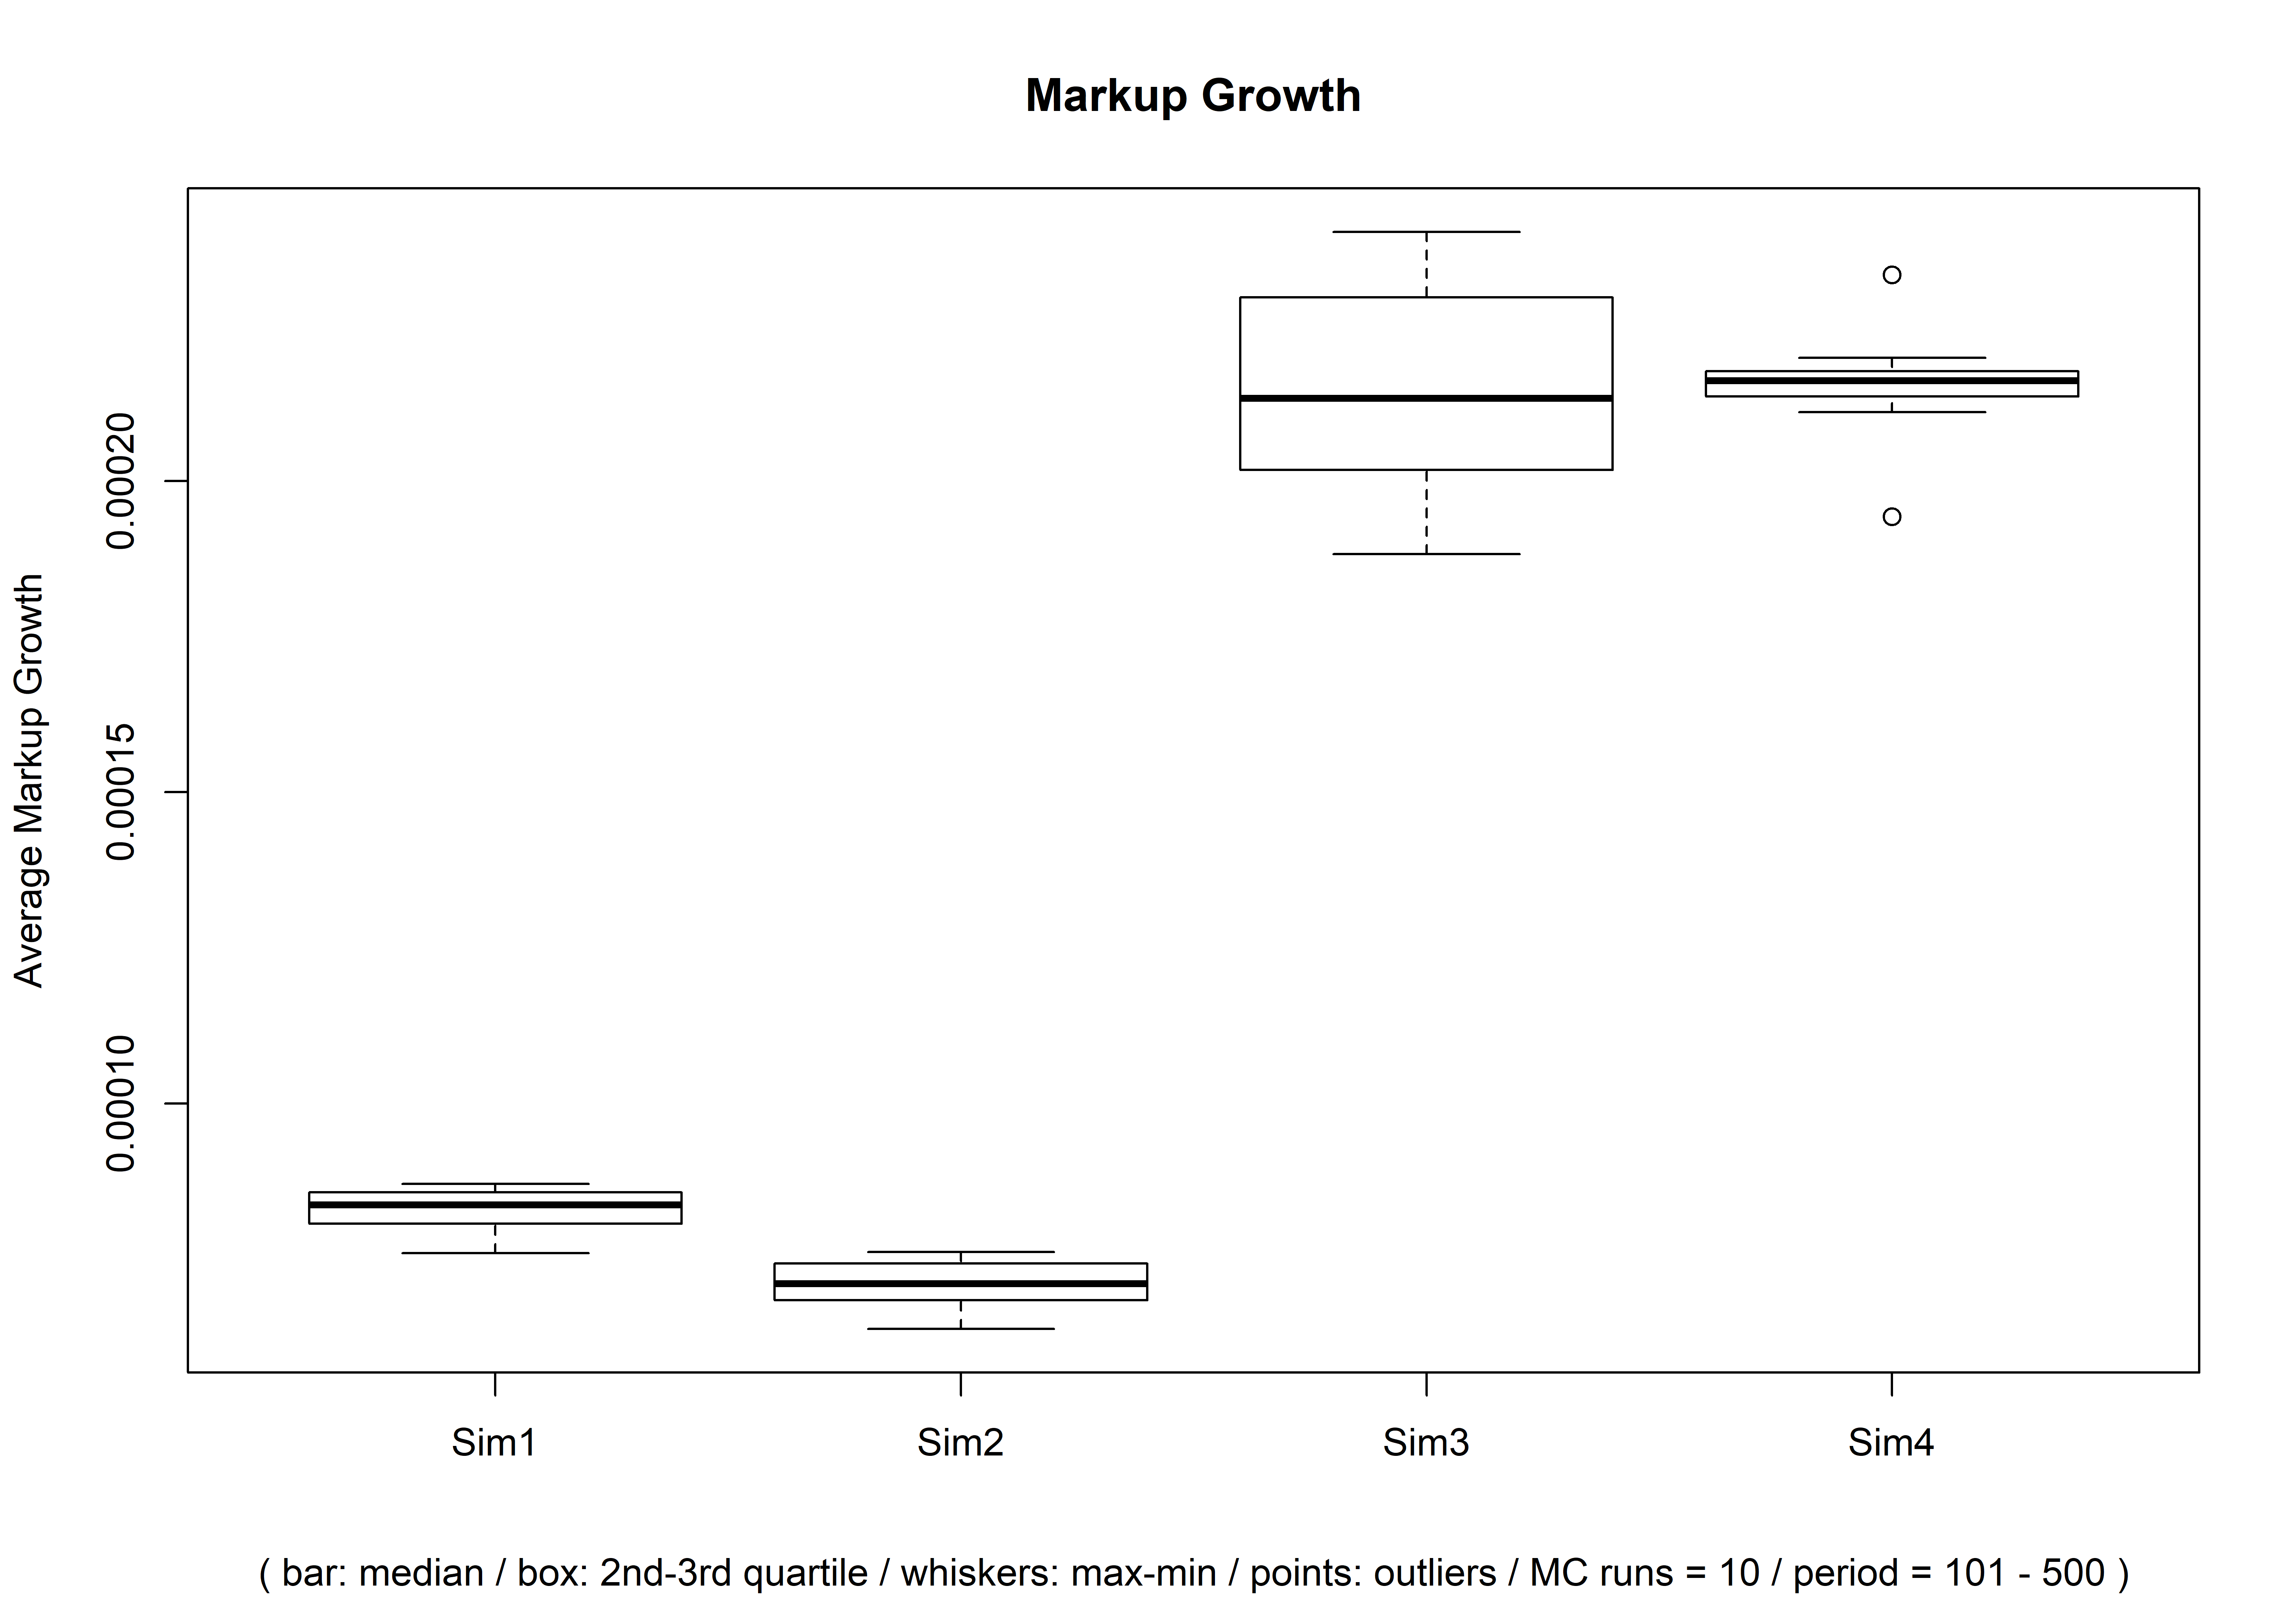 Markup Growth
Average Markup Growth
0.00020
0.00015
0.00010
Sim1
Sim2
Sim3
Sim4
( bar: median / box: 2nd-3rd quartile / whiskers: max-min / points: outliers / MC runs = 10 / period = 101 - 500 )